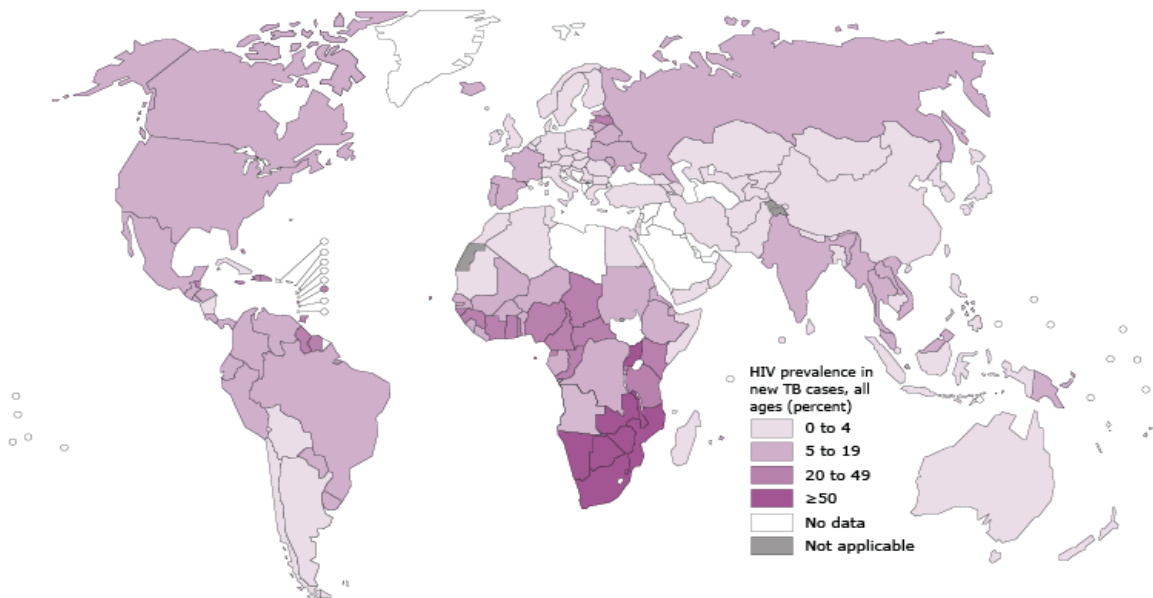 HIV prevalence in
new TB cases, all
ages (percent)
0 to 4
5 to 19
20 to 49
≥50
No data
Not applicable